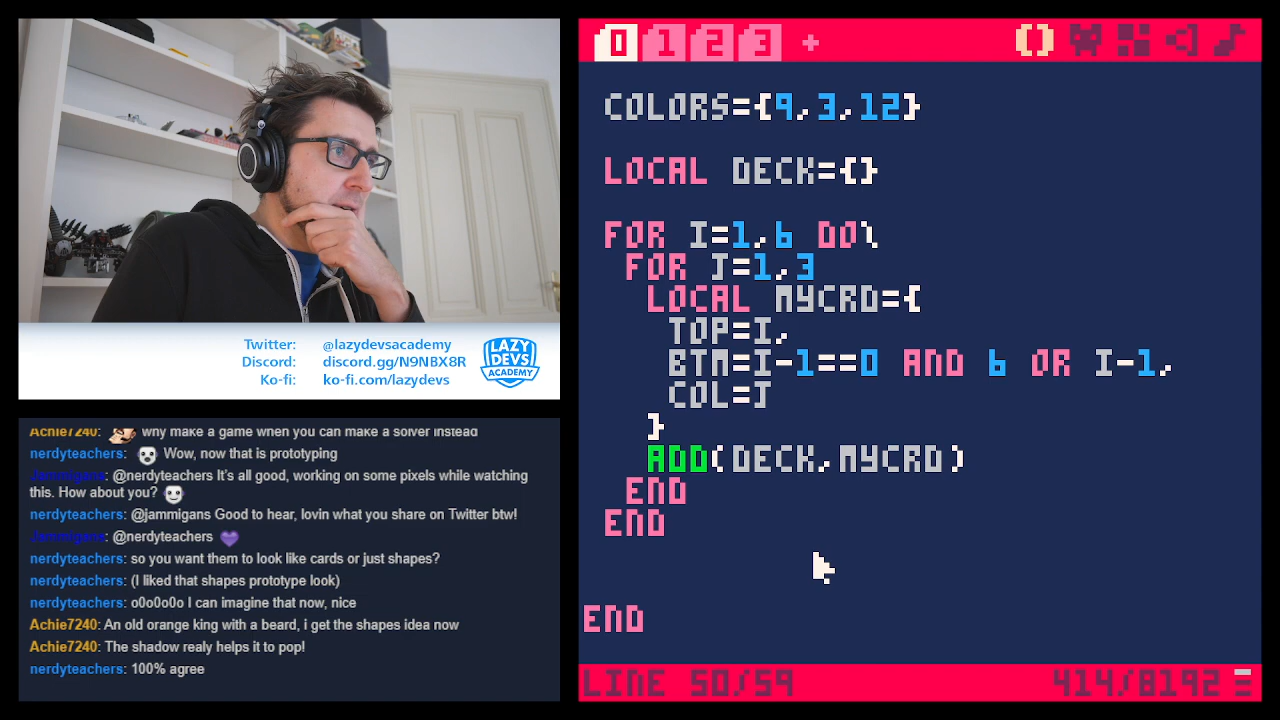 Twitter: @lazydevsacademy
Discord: discord.gg/N9NBX8R
Ko-fi: ko-fi.com/lazydevs
LAZY
DEVS
ACADEMY
Achie7240: why make a game when you can make a solver instead
nerdyteachers: Wow, now that is prototyping
Jammigans: @nerdyteachers It's all good, working on some pixels while watching
this. How about you?
nerdyteachers: @jammigans Good to hear, lovin what you share on Twitter btw!
Jammigans: @nerdyteachers
nerdyteachers: so you want them to look like cards or just shapes?
nerdyteachers: (I liked that shapes prototype look)
nerdyteachers: o0o0o0o I can imagine that now, nice
Achie7240: An old orange king with a beard, i get the shapes idea now
Achie7240: The shadow realy helps it to pop!
nerdyteachers: 100% agree
0 1 2 3 +
COLORS={9,3,12}
LOCAL DECK={}
FOR I=1,6 DO\
FOR J=1,3
LOCAL MYCRD={
TOP=I,
BTM=I-1==0 AND 6 OR I-1,
COL=J
}
ADD(DECK,MYCRD)
END
END
END
LINE 50/59 414/8192